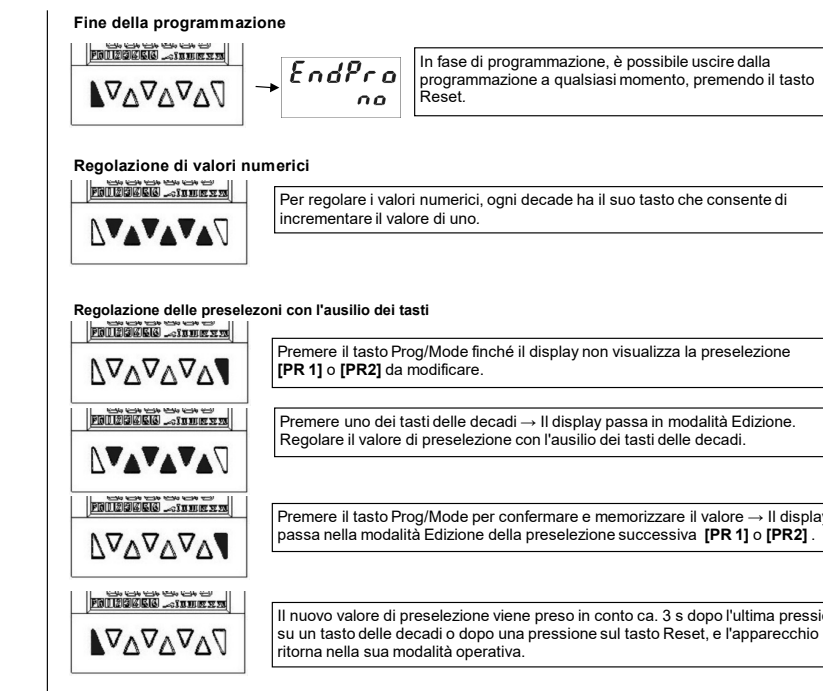 Fine della programmazione
EndPro
no
In fase di programmazione, è possibile uscire dalla
programmazione a qualsiasi momento, premendo il tasto
Reset.
Regolazione di valori numerici
Per regolare i valori numerici, ogni decade ha il suo tasto che consente di
incrementare il valore di uno.
Regolazione delle preselezoni con l'ausilio dei tasti
Premere il tasto Prog/Mode finché il display non visualizza la preselezione
[PR 1] o [PR2] da modificare.
Premere uno dei tasti delle decadi → Il display passa in modalità Edizione.
Regolare il valore di preselezione con l'ausilio dei tasti delle decadi.
Premere il tasto Prog/Mode per confermare e memorizzare il valore → Il display
passa nella modalità Edizione della preselezione successiva [PR 1] o [PR2] .
Il nuovo valore di preselezione viene preso in conto ca. 3 s dopo l'ultima pressio
su un tasto delle decadi o dopo una pressione sul tasto Reset, e l'apparecchio
ritorna nella sua modalità operativa.